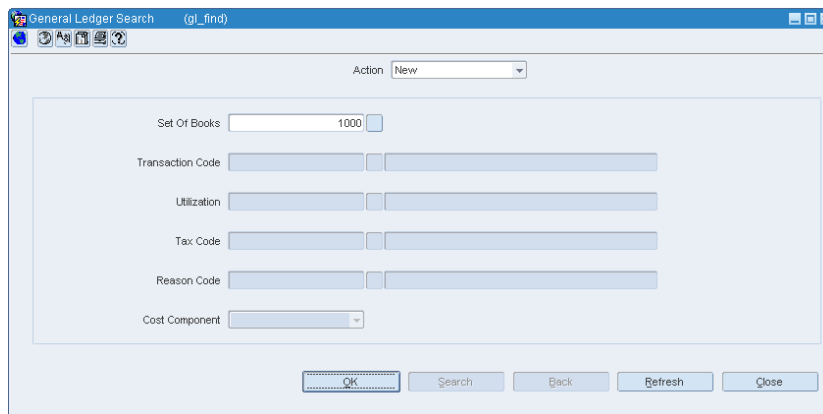 General Ledger Search (gl_find)
Action New
Set Of Books 1000
Transaction Code
Utilization
Tax Code
Reason Code
Cost Component
OK Search Back Refresh Close